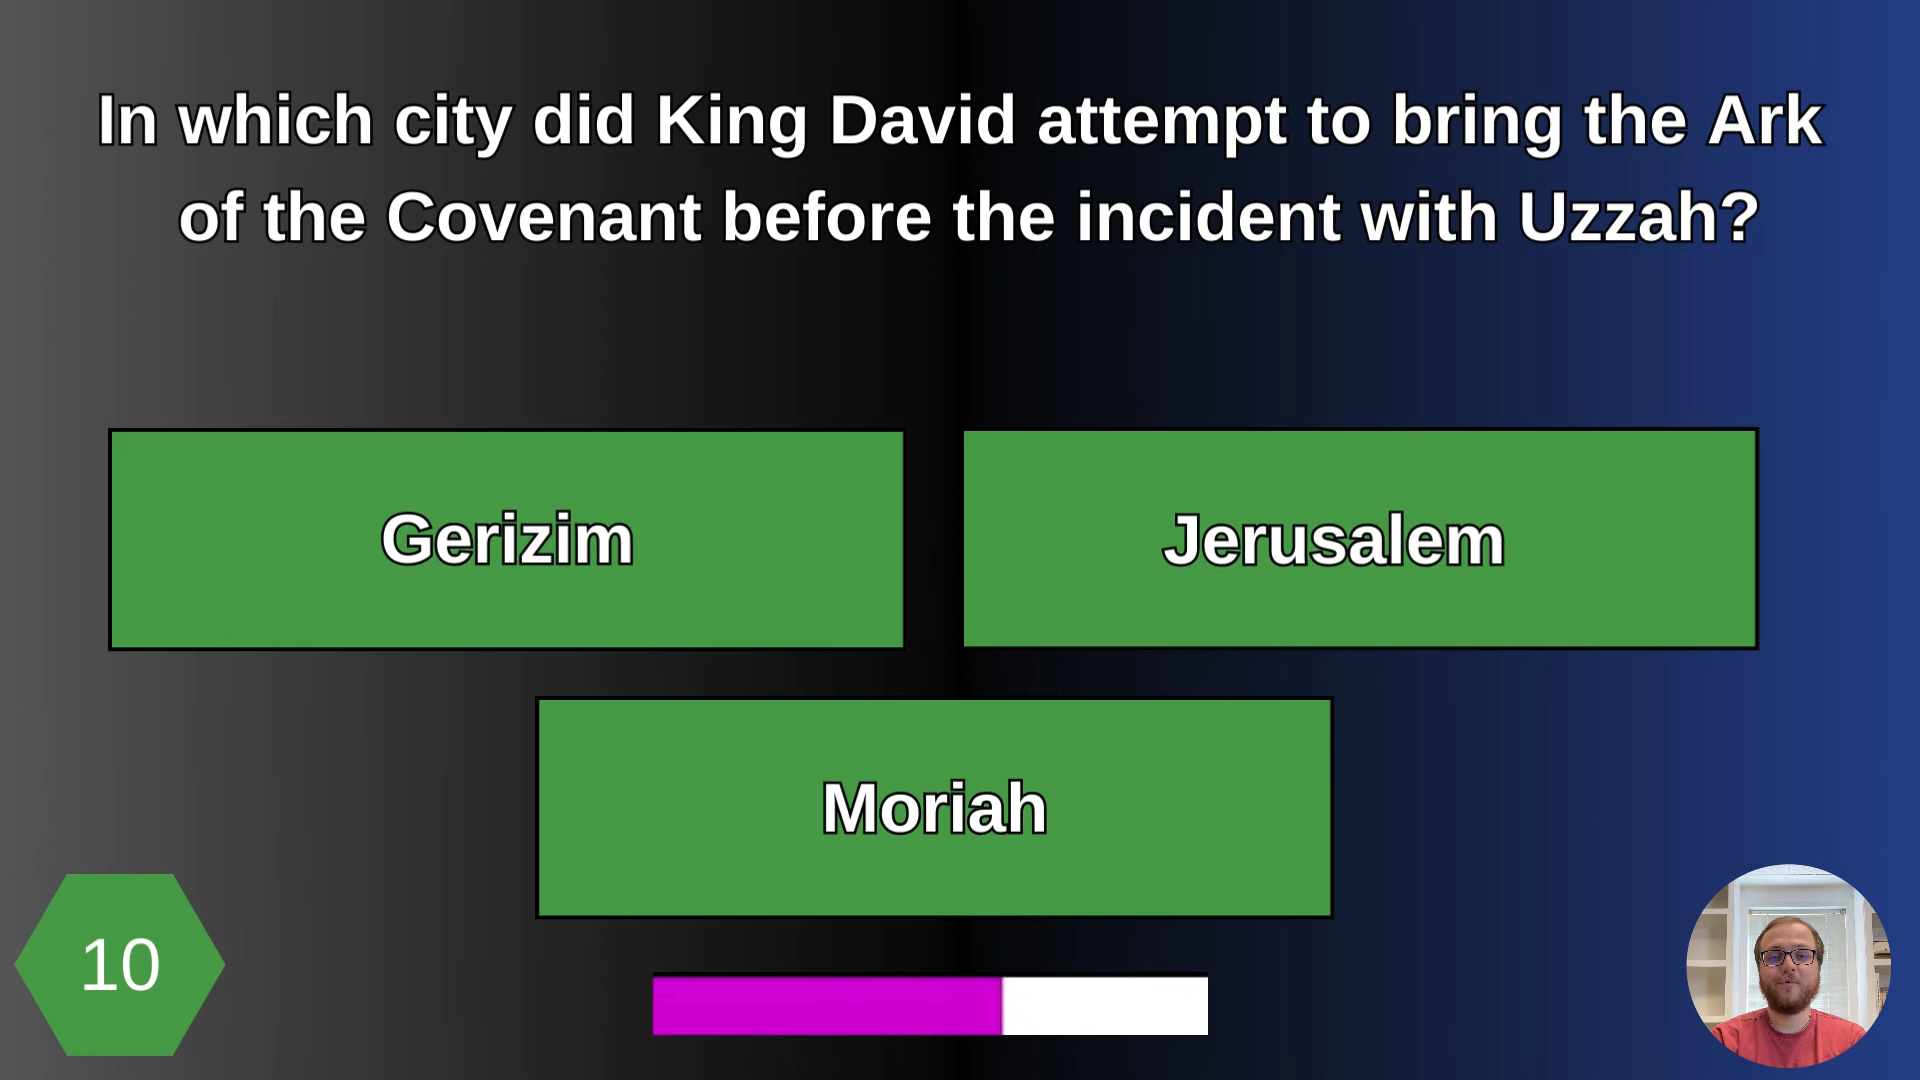 In which city did King David attempt to bring the Ark
of the Covenant before the incident with Uzzah?
Gerizim
Jerusalem
Moriah
10